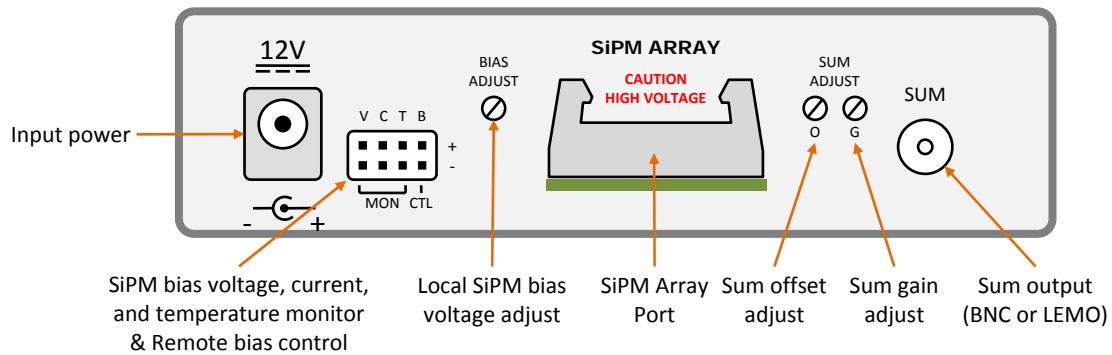 12V
BIAS
ADJUST
SiPM ARRAY
CAUTION
HIGH VOLTAGE
SUM
ADJUST
SUM
Input power
V C T B
+
-
O
G
MON
CTL
- +
SiPM bias voltage, current,
and temperature monitor
& Remote bias control
Local SiPM bias
voltage adjust
SiPM Array
Port
Sum offset
adjust
Sum gain
adjust
Sum output
(BNC or LEMO)